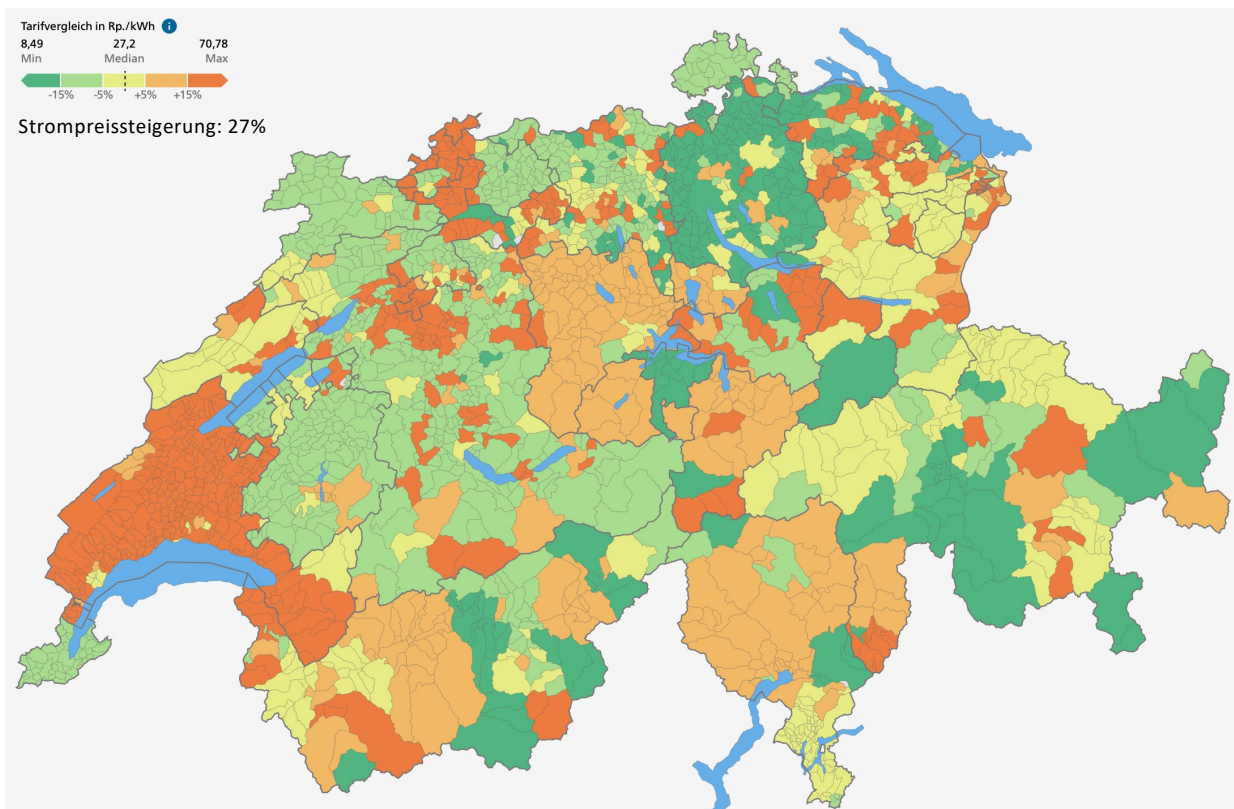 Tarifvergleich in Rp./kWh i
8,49 27,2 70,78
Min Median Max
-15% -5% +5% +15%
Strompreissteigerung: 27%